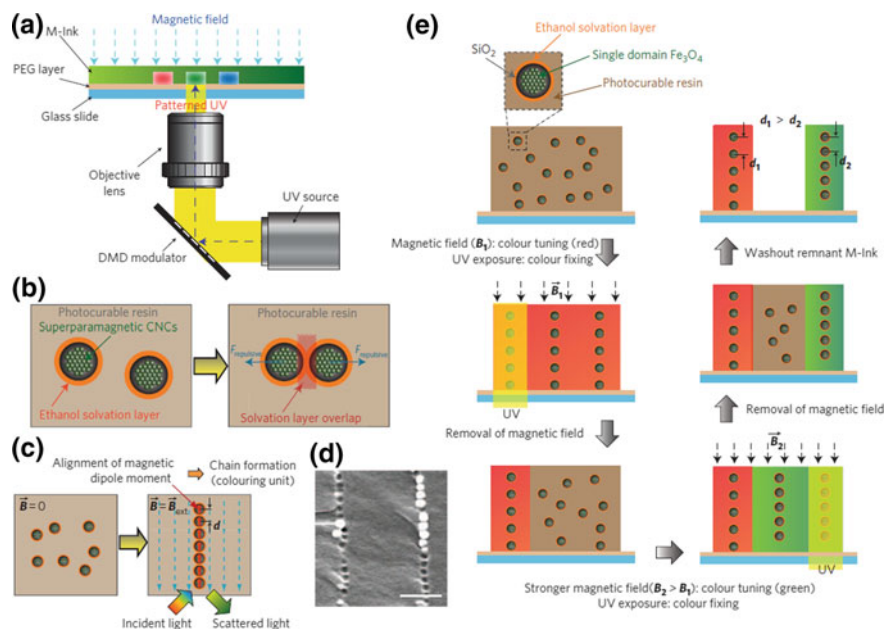 (a)
Magnetic field
M-Ink
PEG layer
Glass slide
Patterned UV
Objective
lens
UV
source
DMD modulator
(b)
Photocurable resin
Superparamagnetic CNCs
Ethanol solvation layer
Photocurable resin
F repulsive
F repulsive
Solvation layer overlap
(c)
Alignment of magnetic
dipole moment
Chain formation
(colouring unit)
B = 0
B = B ext.
d
Incident light
Scattered light
(d)
(e)
Ethanol solvation layer
SiO2
Single domain Fe3O4
Photocurable resin
Magnetic field (B1): colour tuning (red)
UV exposure: colour fixing
B1
UV
Removal of magnetic field
Stronger magnetic field(B2 > B1): colour tuning (green)
UV exposure: colour fixing
B2
UV
Removal of magnetic field
Washout remnant M-Ink
d1 > d2
d1
d2